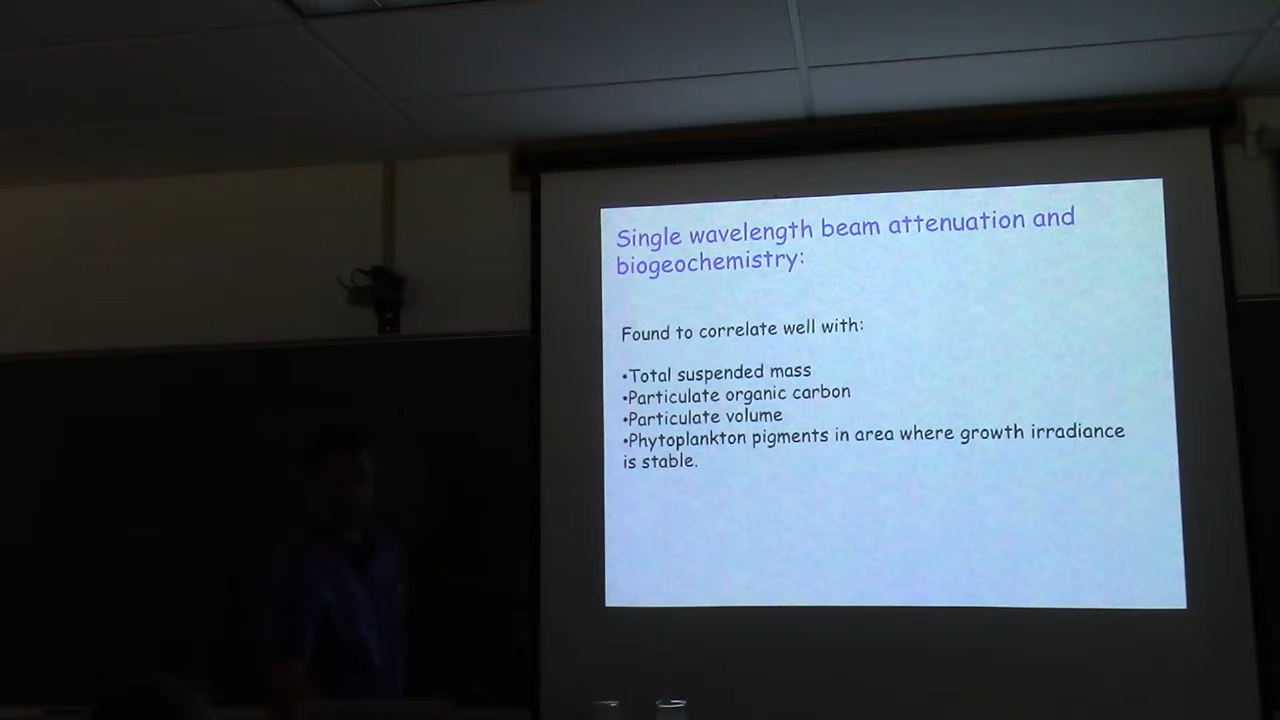 Single wavelength beam attenuation and
biogeochemistry:
Found to correlate well with:
•Total suspended mass
•Particulate organic carbon
•Particulate volume
•Phytoplankton pigments in area where growth irradiance
is stable.